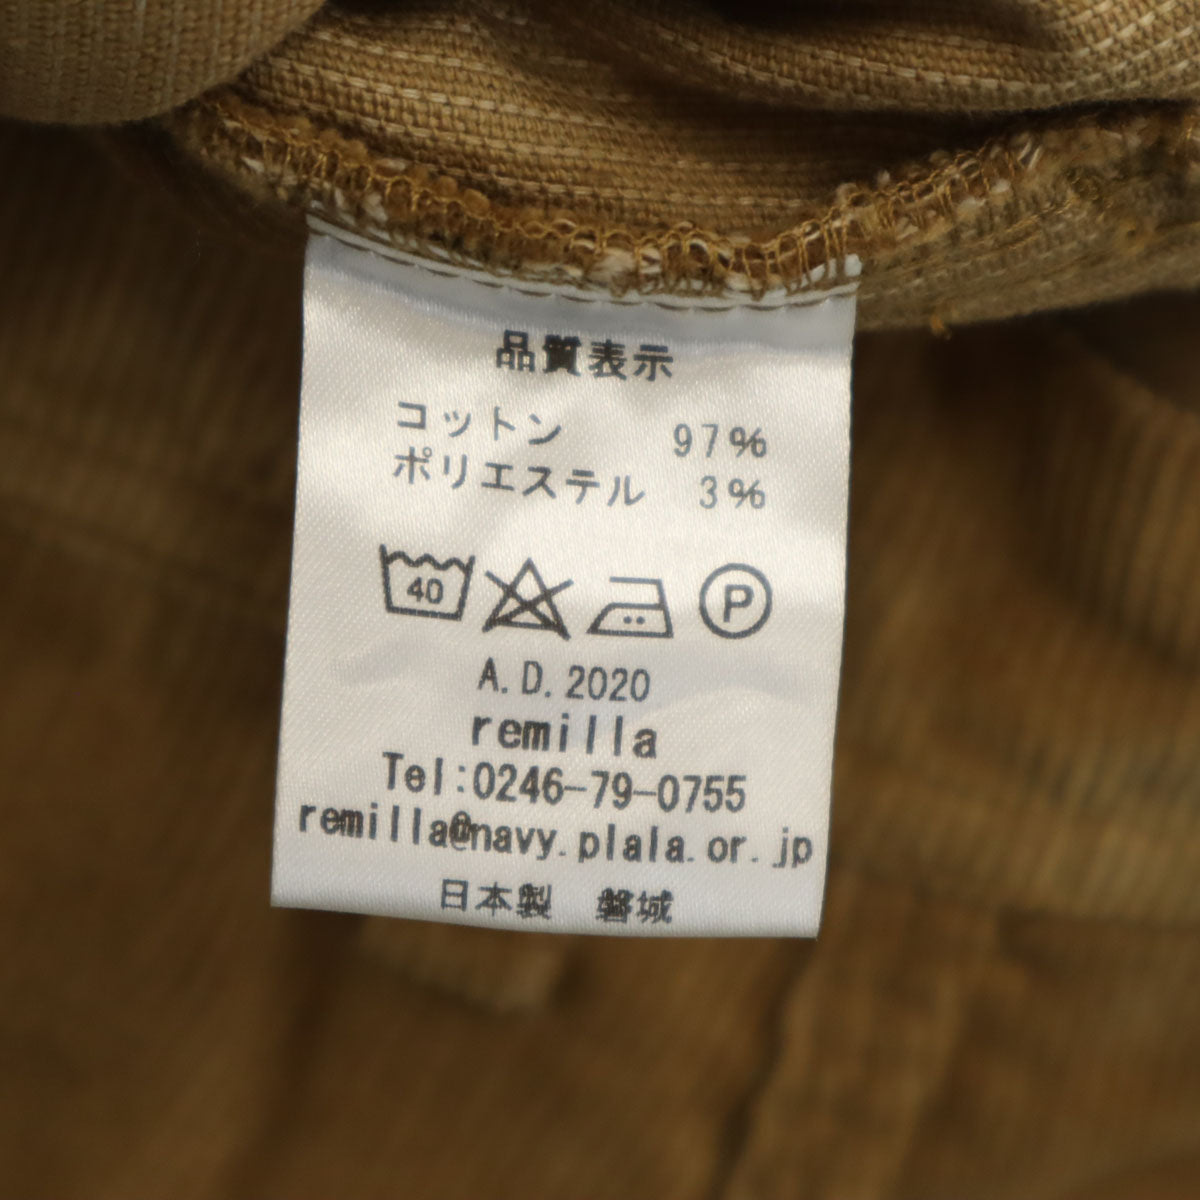 品質表示
コットン 97%
ポリエステル 3%
40 P
A.D.2020
remilla
Tel:0246-79-0755
remilla@navy.plala.or.jp
日本製 磐城